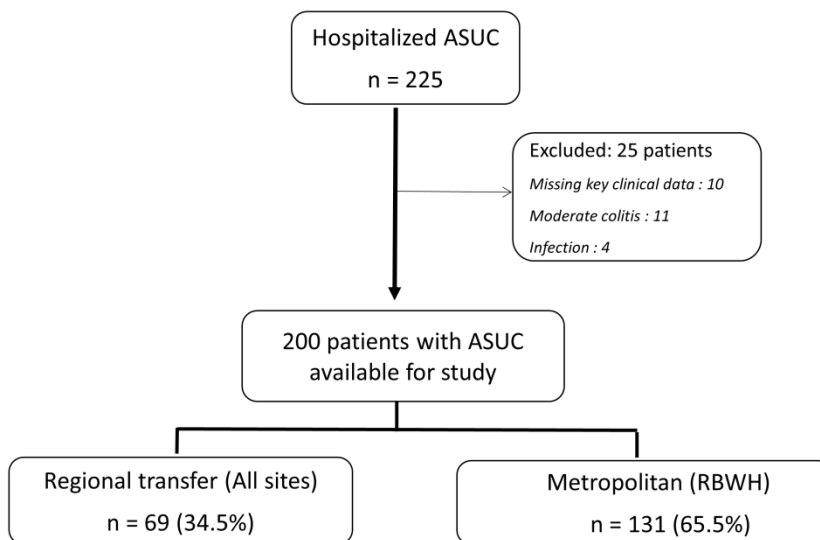 Hospitalized ASUC
n = 225
Excluded: 25 patients
Missing key clinical data : 10
Moderate colitis : 11
Infection : 4
200 patients with ASUC
available for study
Regional transfer (All sites)
n = 69 (34.5%)
Metropolitan (RBWH)
n = 131 (65.5%)